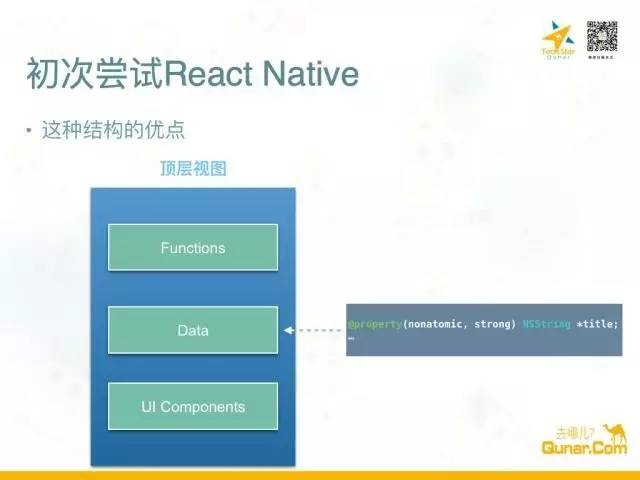 Tech Star
Qunar
初次尝试React Native
• 这种结构的优点
顶层视图
Functions
Data
@property(nonatomic, strong) NSString *title;
…
UI Components
去哪儿?
Qunar.Com